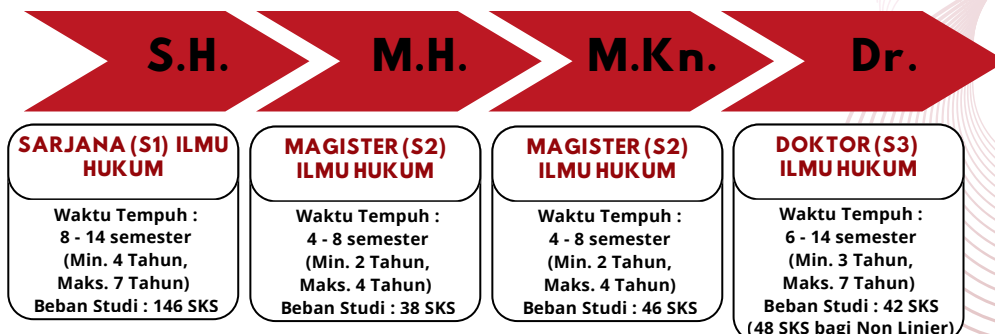 S.H.
M.H.
M.Kn.
Dr.
SARJANA (S1) ILMU
HUKUM
Waktu Tempuh :
8 - 14 semester
(Min. 4 Tahun,
Maks. 7 Tahun)
Beban Studi : 146 SKS
MAGISTER (S2)
ILMU HUKUM
Waktu Tempuh :
4 - 8 semester
(Min. 2 Tahun,
Maks. 4 Tahun)
Beban Studi : 38 SKS
MAGISTER (S2)
ILMU HUKUM
Waktu Tempuh :
4 - 8 semester
(Min. 2 Tahun,
Maks. 4 Tahun)
Beban Studi : 46 SKS
DOKTOR (S3)
ILMU HUKUM
Waktu Tempuh :
6 - 14 semester
(Min. 3 Tahun,
Maks. 7 Tahun)
Beban Studi : 42 SKS
(48 SKS bagi Non Linier)